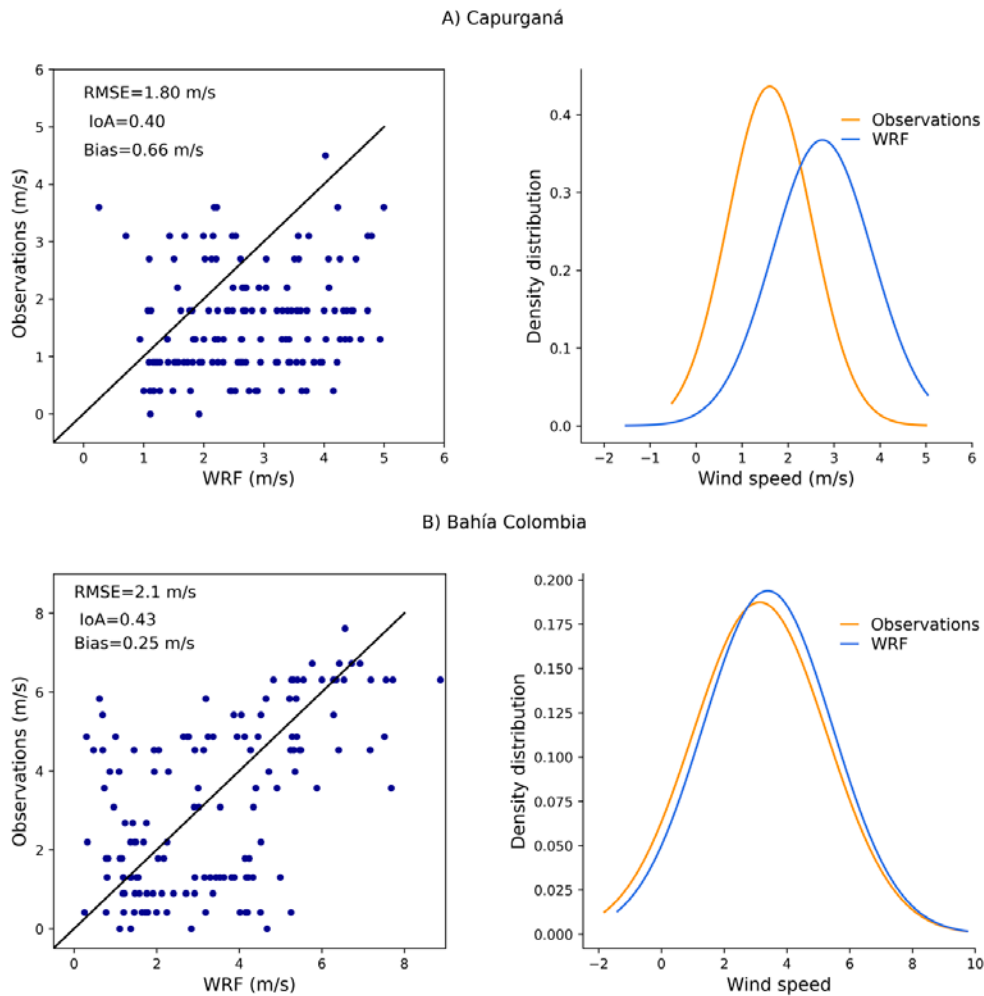 A) Capurganá
RMSE=1.80 m/s
IoA=0.40
Bias=0.66 m/s
Observations (m/s)
6
5
4
3
2
1
0
0 1 2 3 4 5 6
WRF (m/s)
Density distribution
0.4
0.3
0.2
0.1
0.0
Observations
WRF
−2 −1 0 1 2 3 4 5 6
Wind speed (m/s)
B) Bahía Colombia
RMSE=2.1 m/s
IoA=0.43
Bias=0.25 m/s
Observations (m/s)
8
6
4
2
0
0 2 4 6 8
WRF (m/s)
Density distribution
0.200
0.175
0.150
0.125
0.100
0.075
0.050
0.025
0.000
Observations
WRF
−2 0 2 4 6 8 10
Wind speed